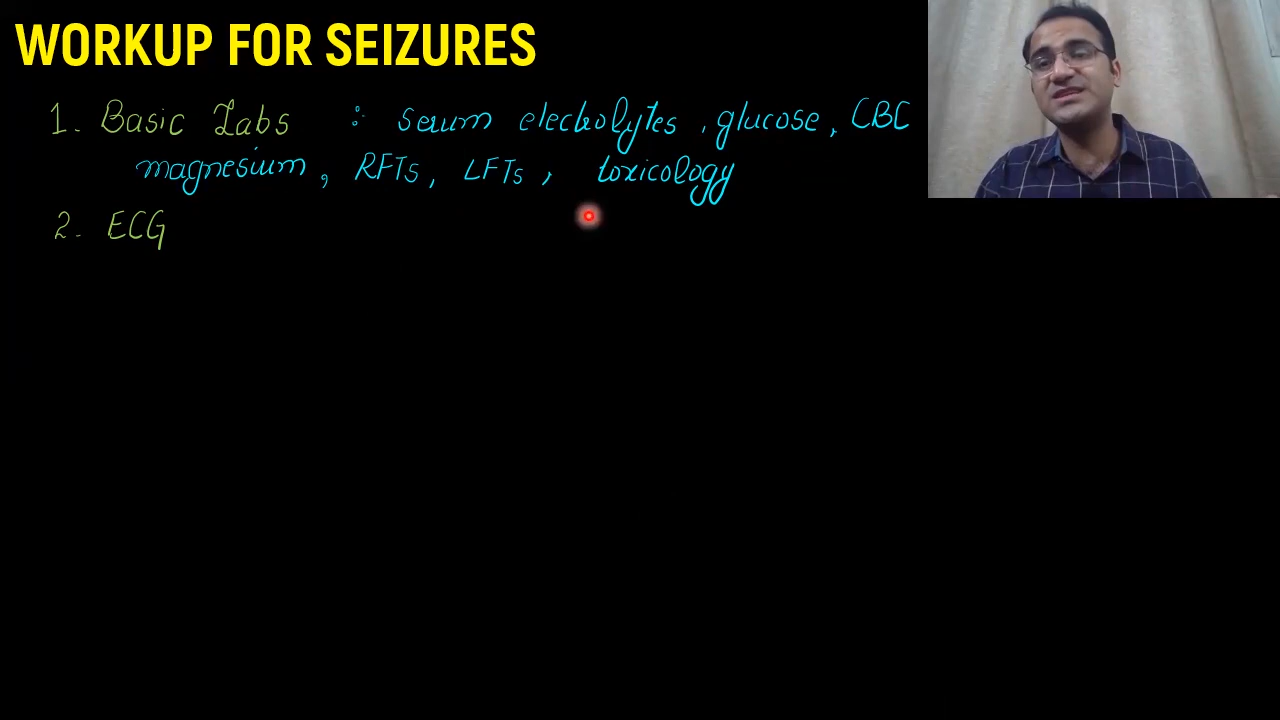 WORKUP FOR SEIZURES
1. Basic Labs : serum electrolytes, glucose, CBC
magnesium, RFTs, LFTs, toxicology
2. ECG